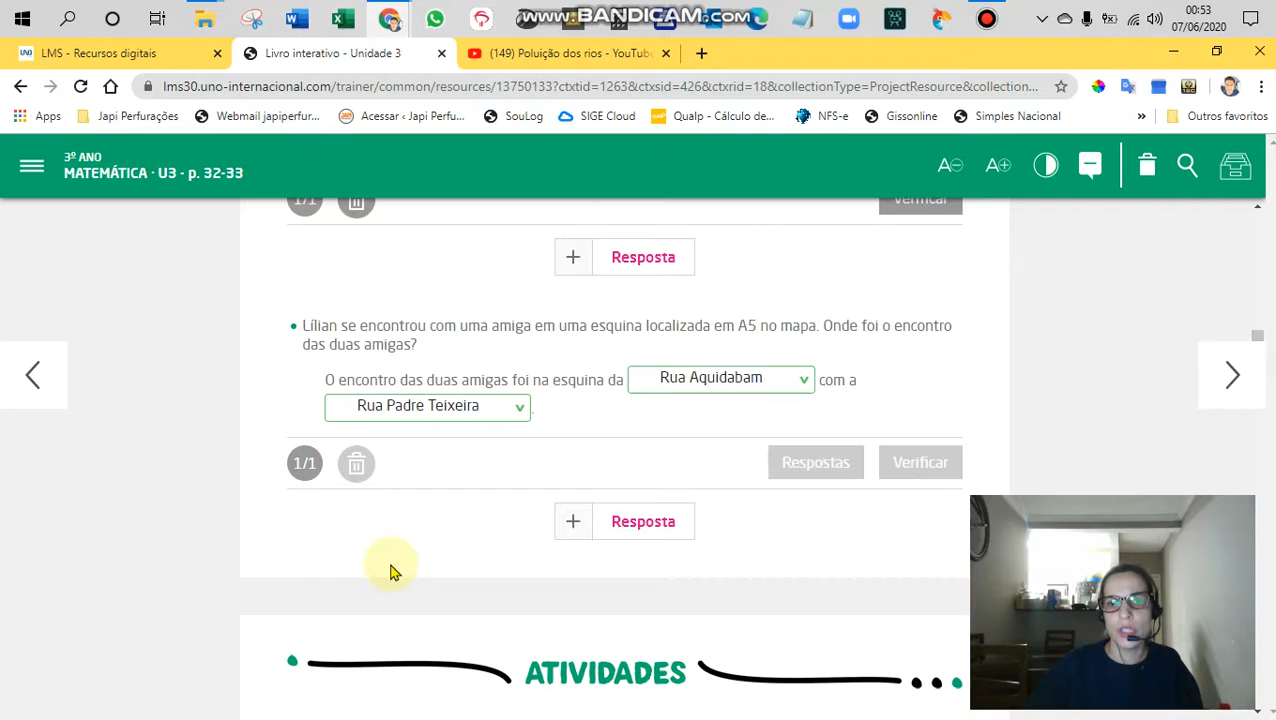 www.BANDICAM.com
00:53
07/06/2020
LMS - Recursos digitais
Livro interativo - Unidade 3
(149) Poluição dos rios - YouTube
lms30.uno-internacional.com/trainer/commcds/resources/13750133?ctxtid=1263&ctxsid=426&ctxrid=18&collectionType=ProjectResource&collection...
Apps
Japi Perfurações
Webmail japiperfur...
Acessar ‹ Japi Perfu...
SouLog
SIGE Cloud
Qualp - Cálculo de...
NFS-e
Gissonline
Simples Nacional
»
Outros favoritos
3º ANO
MATEMÁTICA · U3 - p. 32-33
A- A+
1/1
Verificar
+ Resposta
• Lílian se encontrou com uma amiga em uma esquina localizada em A5 no mapa. Onde foi o encontro
das duas amigas?
O encontro das duas amigas foi na esquina da Rua Aquidabam com a
Rua Padre Teixeira .
1/1
Respostas
Verificar
+ Resposta
ATIVIDADES